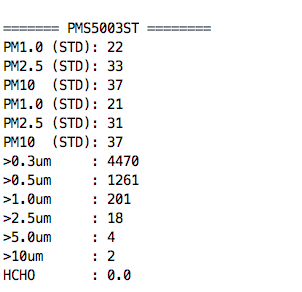 ======= PMS5003ST ========
PM1.0 (STD): 22
PM2.5 (STD): 33
PM10  (STD): 37
PM1.0 (STD): 21
PM2.5 (STD): 31
PM10  (STD): 37
>0.3um     : 4470
>0.5um     : 1261
>1.0um     : 201
>2.5um     : 18
>5.0um     : 4
>10um      : 2
HCHO       : 0.0